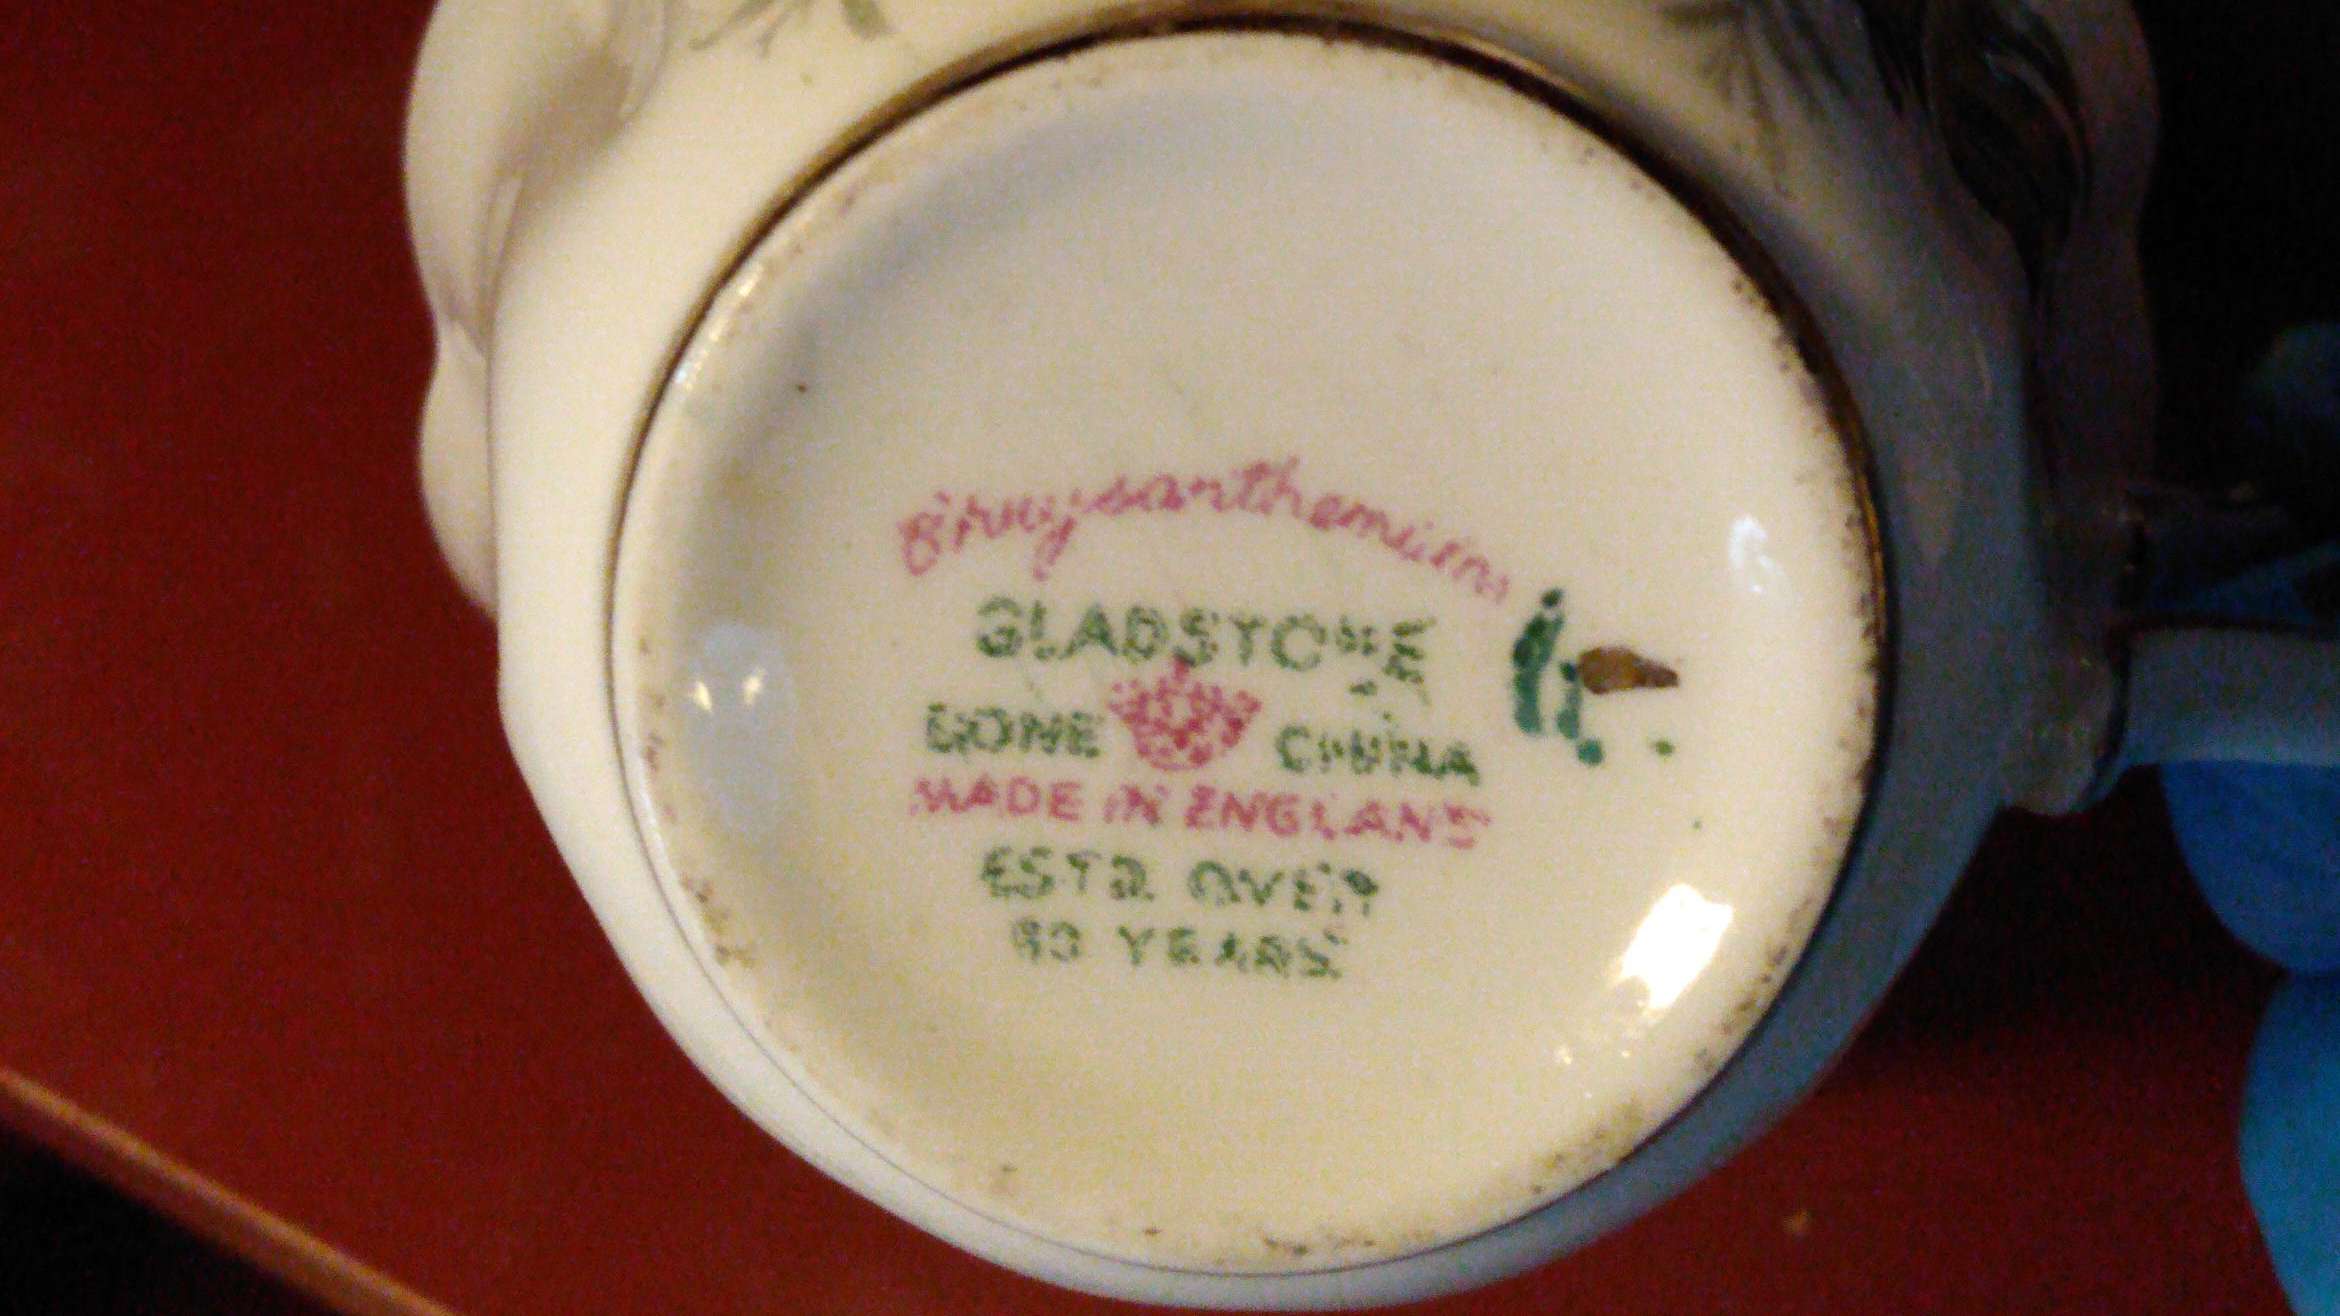 Chrysanthemum
GLADSTONE
BONE CHINA
MADE IN ENGLAND
ESTD. OVER
YEARS